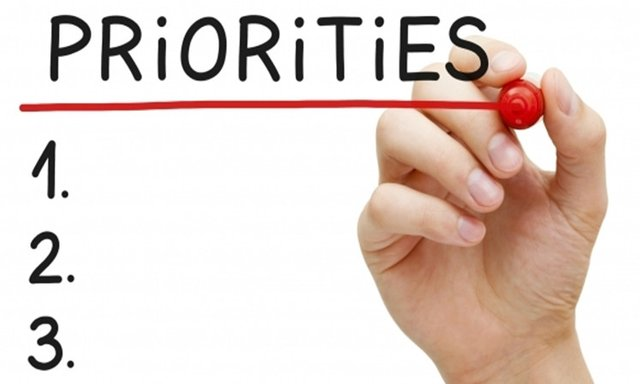 PRiORiTiES
1.
2.
3.